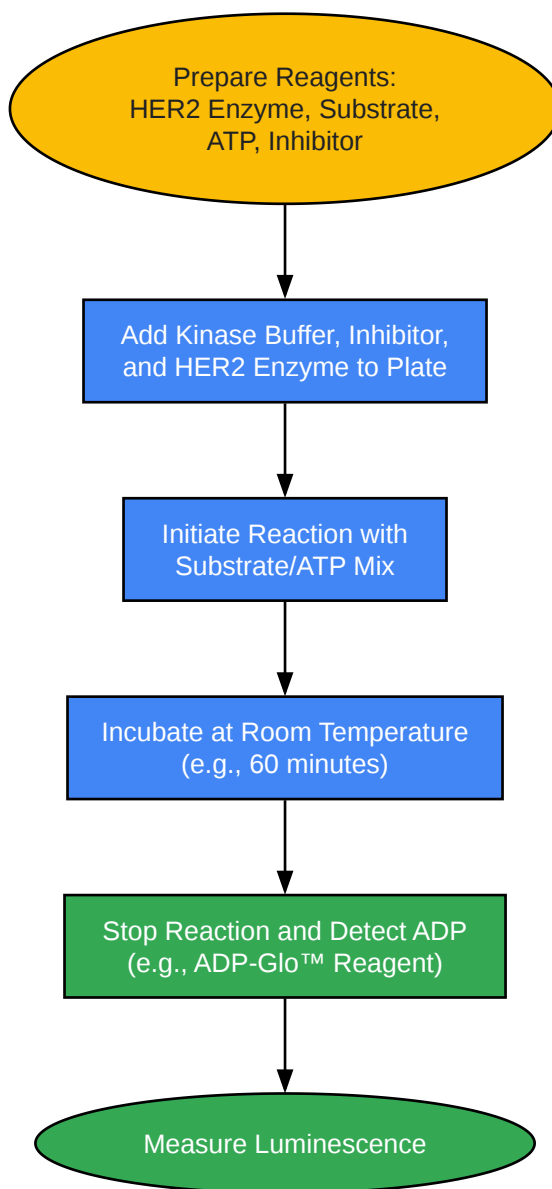 Prepare Reagents:
HER2 Enzyme, Substrate,
ATP, Inhibitor
Add Kinase Buffer, Inhibitor,
and HER2 Enzyme to Plate
Initiate Reaction with
Substrate/ATP Mix
Incubate at Room Temperature
(e.g., 60 minutes)
Stop Reaction and Detect ADP
(e.g., ADP-Glo™ Reagent)
Measure Luminescence